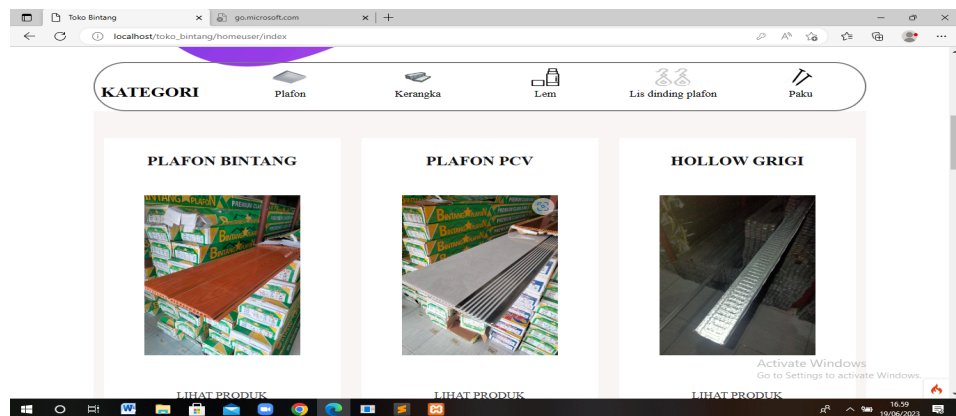 Toko Bintang
go.microsoft.com
localhost/toko_bintang/homeuser/index
KATEGORI
Plafon
Kerangka
Lem
Lis dinding plafon
Paku
PLAFON BINTANG
PLAFON PCV
HOLLOW GRIGI
LIHAT PRODUK
LIHAT PRODUK
LIHAT PRODUK
Activate Windows
Go to Settings to activate Windows.
16.59
19/06/2023